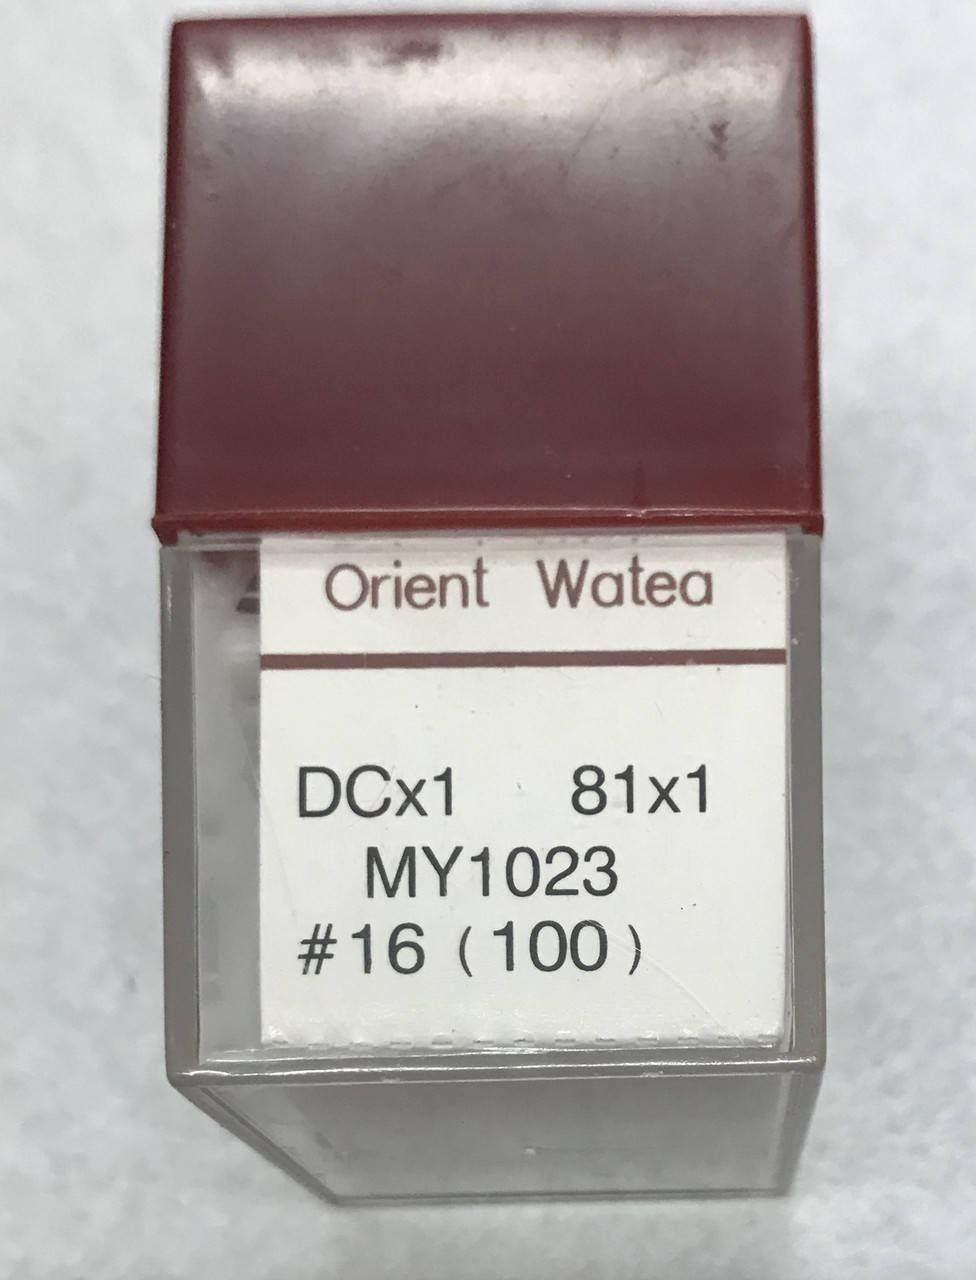 Orient Watea
DCx1 81x1
MY1023
#16 (100)